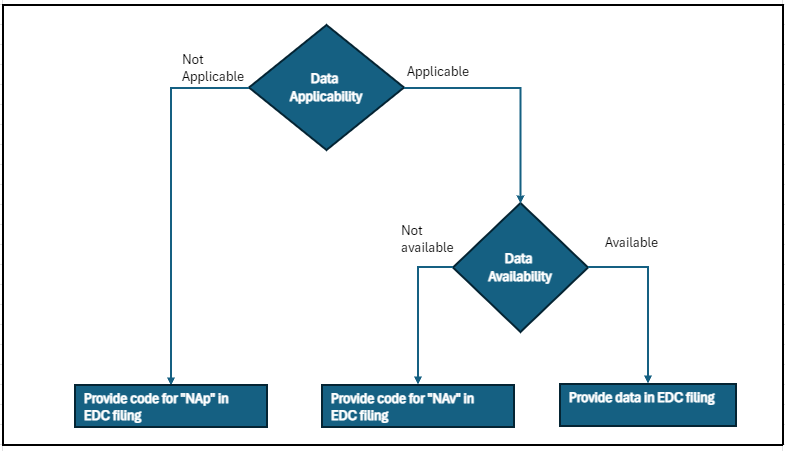 Not
Applicable
Data
Applicability
Applicable
Not
available
Data
Availability
Available
Provide code for "NAp" in
EDC filing
Provide code for "NAv" in
EDC filing
Provide data in EDC filing